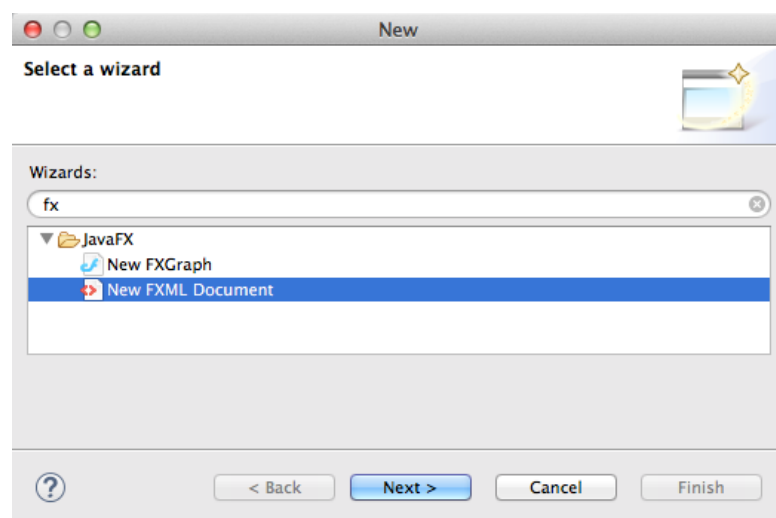 New
Select a wizard
Wizards:
fx
JavaFX
New FXGraph
New FXML Document
? < Back Next > Cancel Finish